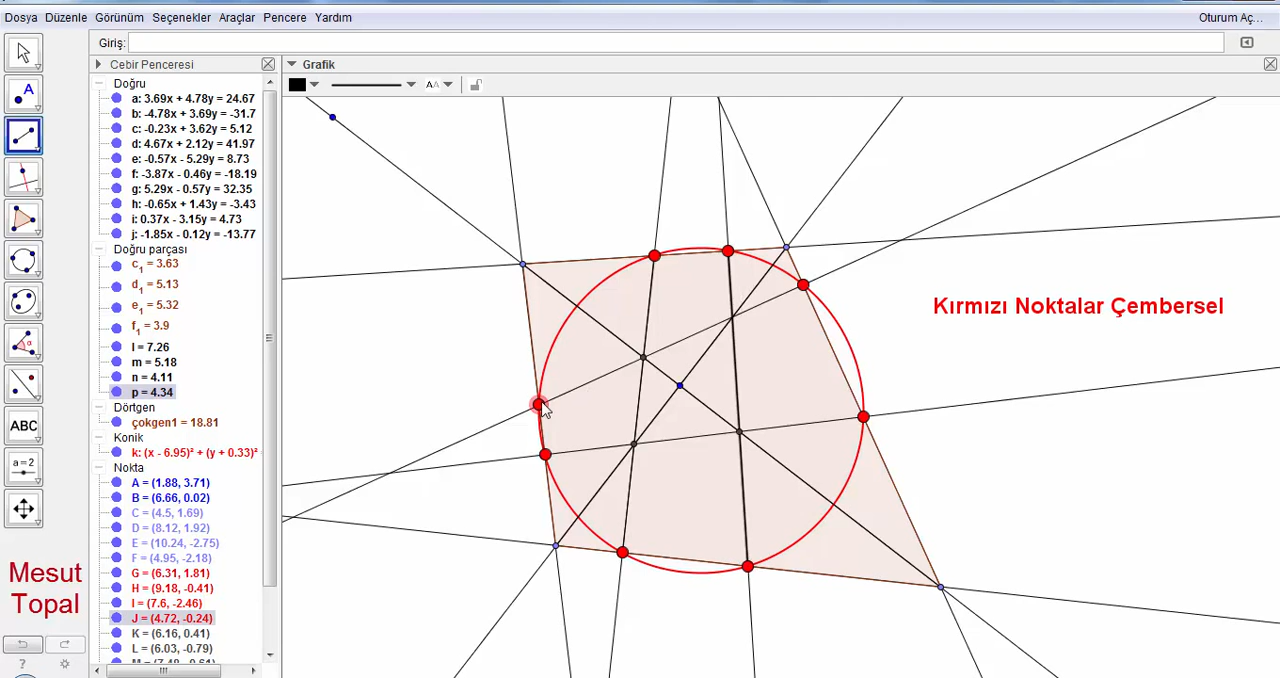 Dosya Düzenle Görünüm Seçenekler Araçlar Pencere Yardım Oturum Aç...
Giriş:
Cebir Penceresi
Grafik
Doğru
a: 3.69x + 4.78y = 24.67
b: -4.78x + 3.69y = -31.7
c: -0.23x + 3.62y = 5.12
d: 4.67x + 2.12y = 41.97
e: -0.57x - 5.29y = 8.73
f: -3.87x - 0.46y = -18.19
g: 5.29x - 0.57y = 32.35
h: -0.65x + 1.43y = -3.43
i: 0.37x - 3.15y = 4.73
j: -1.85x - 0.12y = -13.77
Doğru parçası
c1 = 3.63
d1 = 5.13
e1 = 5.32
f1 = 3.9
l = 7.26
m = 5.18
n = 4.11
p = 4.34
Dörtgen
çokgen1 = 18.81
Konik
k: (x - 6.95)² + (y + 0.33)²
Nokta
A = (1.88, 3.71)
B = (6.66, 0.02)
C = (4.5, 1.69)
D = (8.12, 1.92)
E = (10.24, -2.75)
F = (4.95, -2.18)
G = (6.31, 1.81)
H = (9.18, -0.41)
I = (7.6, -2.46)
J = (4.72, -0.24)
K = (6.16, 0.41)
L = (6.03, -0.79)
A
α
ABC
a = 2
AA
Mesut
Topal
?
Kırmızı Noktalar Çembersel